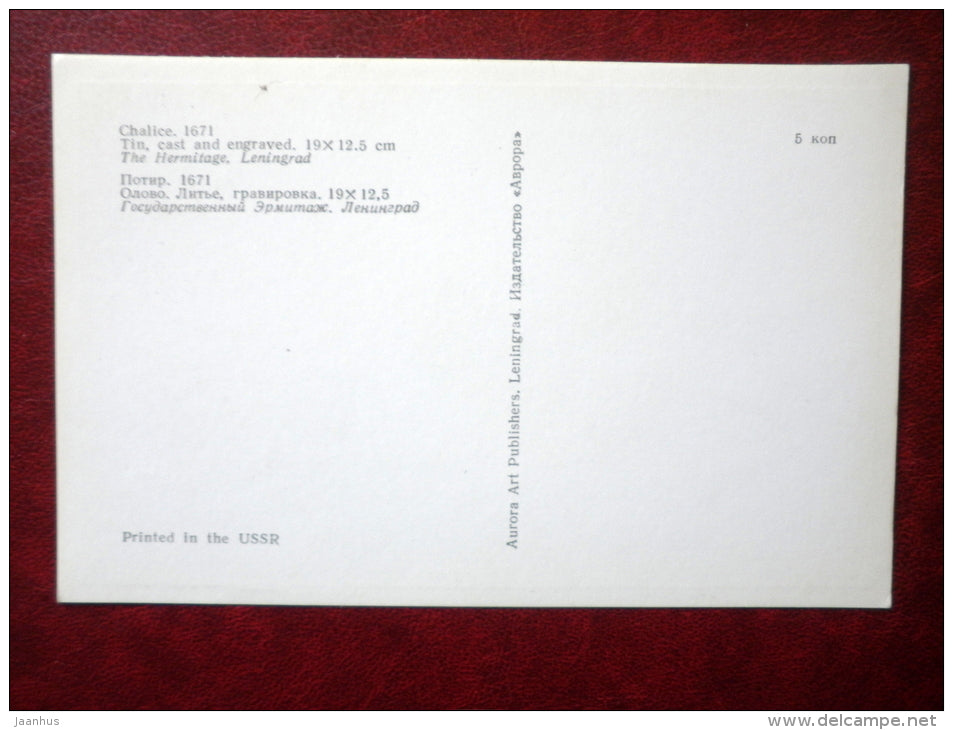 Chalice. 1671
Tin, cast and engraved. 19×12.5 cm
The Hermitage, Leningrad
Потир. 1671
Олово. Литье, гравировка. 19×12,5
Государственный Эрмитаж. Ленинград
Printed in the USSR
Aurora Art Publishers. Leningrad. Издательство «Аврора»
5 коп
jaanhus
www.delcampe.net